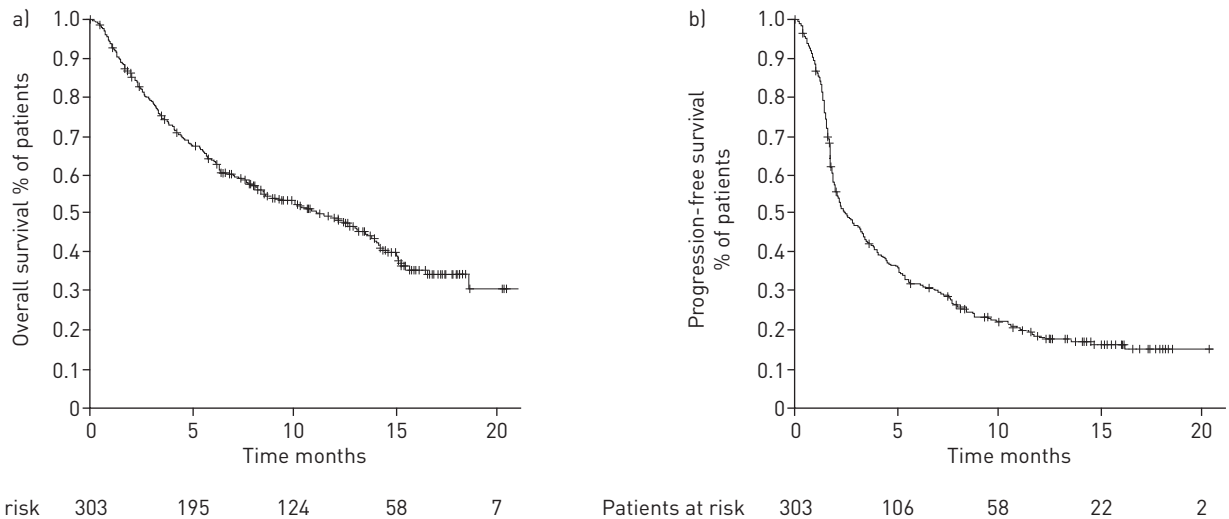 a)
Overall survival % of patients
1.0
0.9
0.8
0.7
0.6
0.5
0.4
0.3
0.2
0.1
0
0 5 10 15 20
Time months
risk 303 195 124 58 7
b)
Progression-free survival
% of patients
1.0
0.9
0.8
0.7
0.6
0.5
0.4
0.3
0.2
0.1
0
0 5 10 15 20
Time months
Patients at risk 303 106 58 22 2